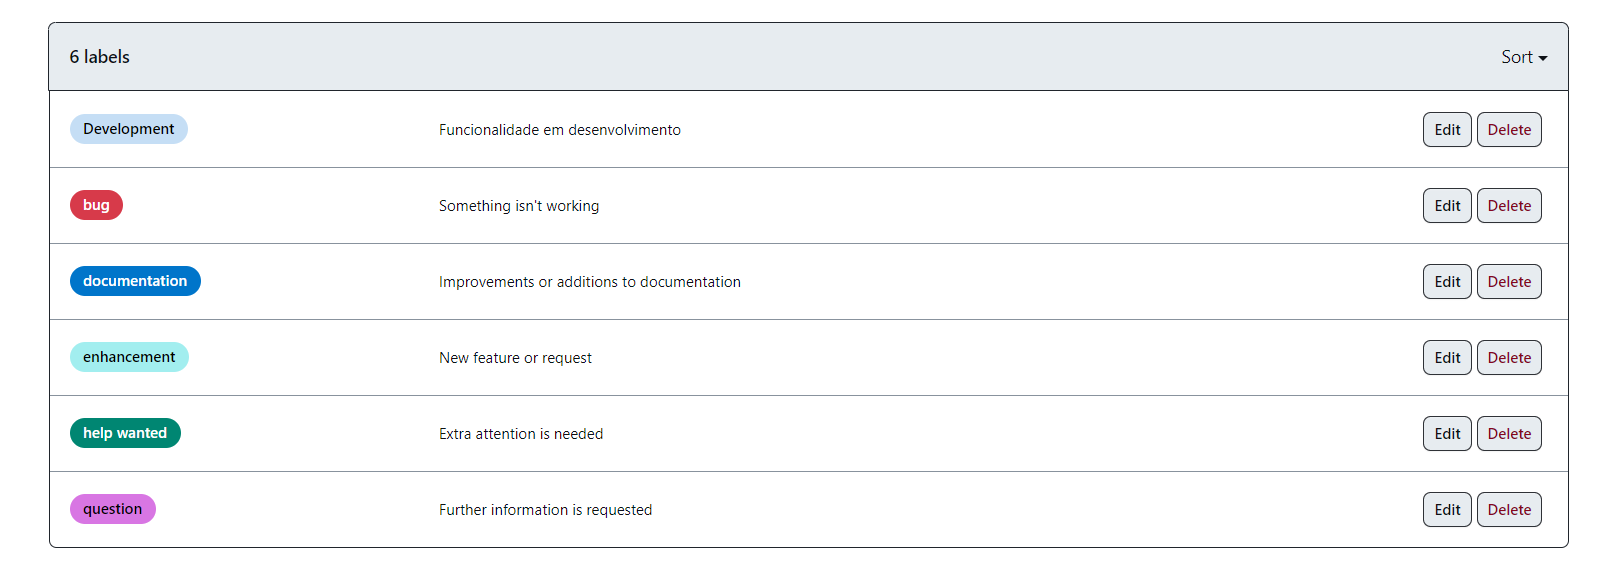 6 labels Sort
Development Funcionalidade em desenvolvimento Edit Delete
bug Something isn't working Edit Delete
documentation Improvements or additions to documentation Edit Delete
enhancement New feature or request Edit Delete
help wanted Extra attention is needed Edit Delete
question Further information is requested Edit Delete